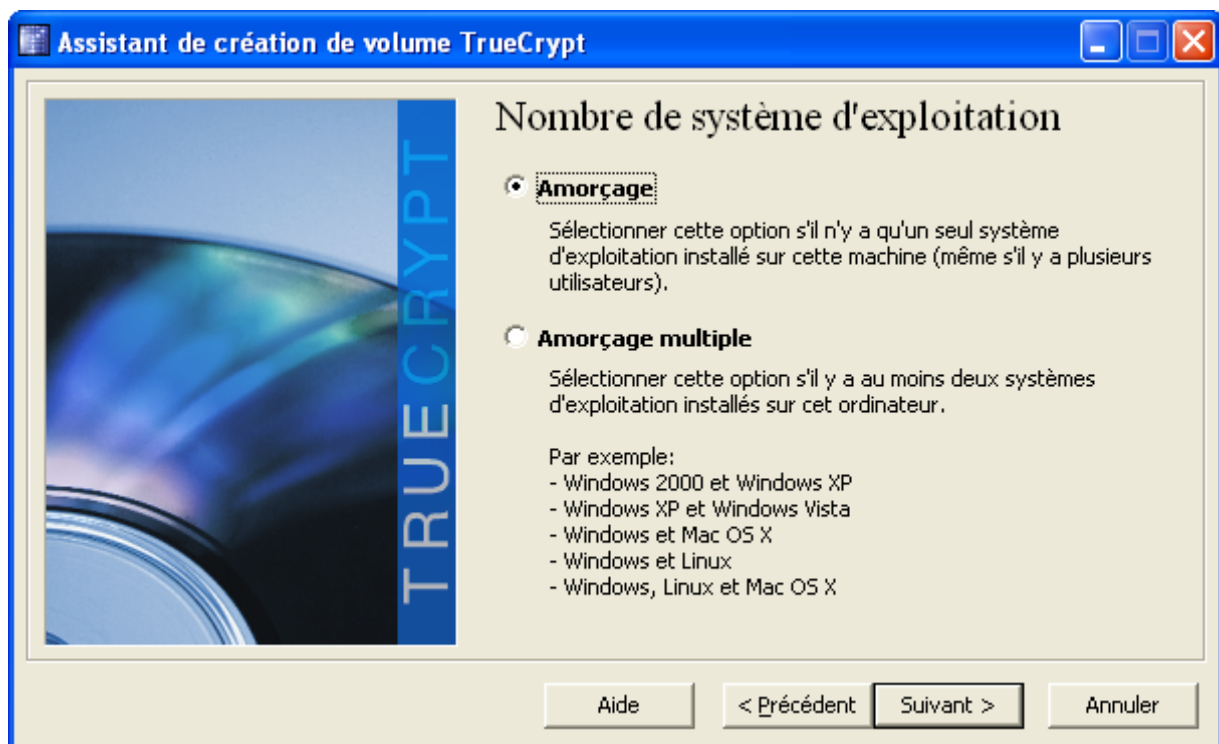 Assistant de création de volume TrueCrypt
TRUECRYPT
Nombre de système d'exploitation
Amorçage
Sélectionner cette option s'il n'y a qu'un seul système
d'exploitation installé sur cette machine (même s'il y a plusieurs
utilisateurs).
Amorçage multiple
Sélectionner cette option s'il y a au moins deux systèmes
d'exploitation installés sur cet ordinateur.
Par exemple:
- Windows 2000 et Windows XP
- Windows XP et Windows Vista
- Windows et Mac OS X
- Windows et Linux
- Windows, Linux et Mac OS X
Aide
< Précédent
Suivant >
Annuler